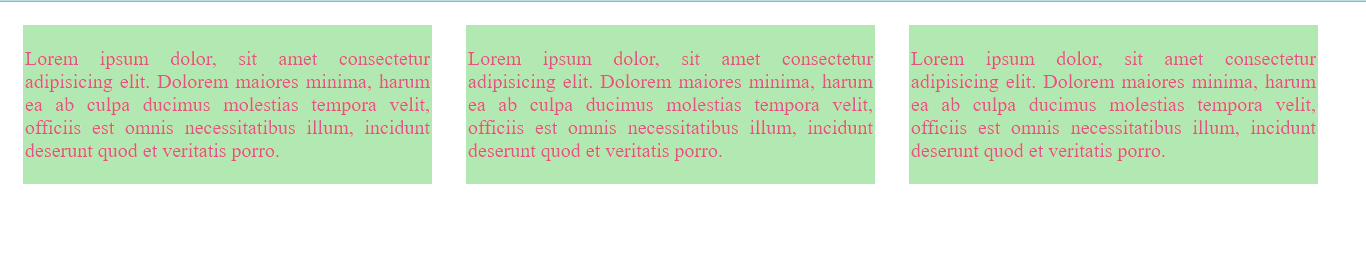 Lorem ipsum dolor, sit amet consectetur
adipisicing elit. Dolorem maiores minima, harum
ea ab culpa ducimus molestias tempora velit,
officiis est omnis necessitatibus illum, incidunt
deserunt quod et veritatis porro.
Lorem ipsum dolor, sit amet consectetur
adipisicing elit. Dolorem maiores minima, harum
ea ab culpa ducimus molestias tempora velit,
officiis est omnis necessitatibus illum, incidunt
deserunt quod et veritatis porro.
Lorem ipsum dolor, sit amet consectetur
adipisicing elit. Dolorem maiores minima, harum
ea ab culpa ducimus molestias tempora velit,
officiis est omnis necessitatibus illum, incidunt
deserunt quod et veritatis porro.